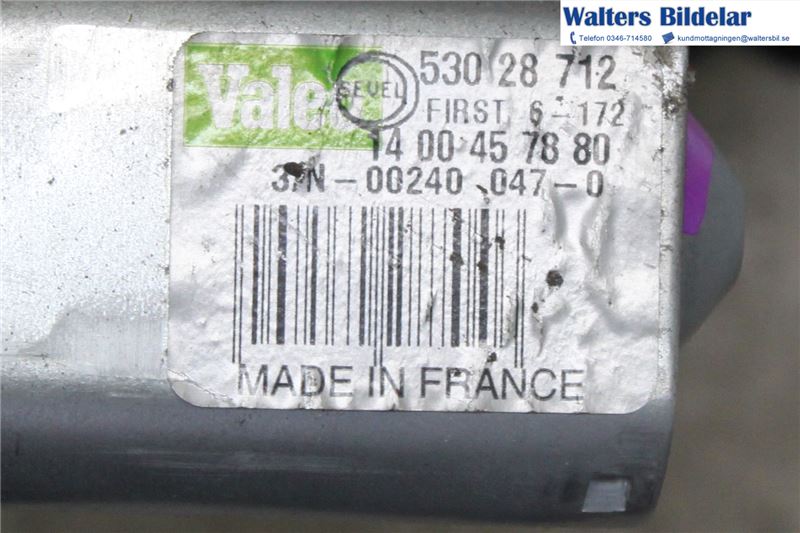 Walters Bildelar
Telefon 0346-714580 kundmottagningen@waltersbil.se
Valeo SEVEL 530 28 712
FIRST 6-172
14 00 45 78 80
37N-00240 047-0
MADE IN FRANCE